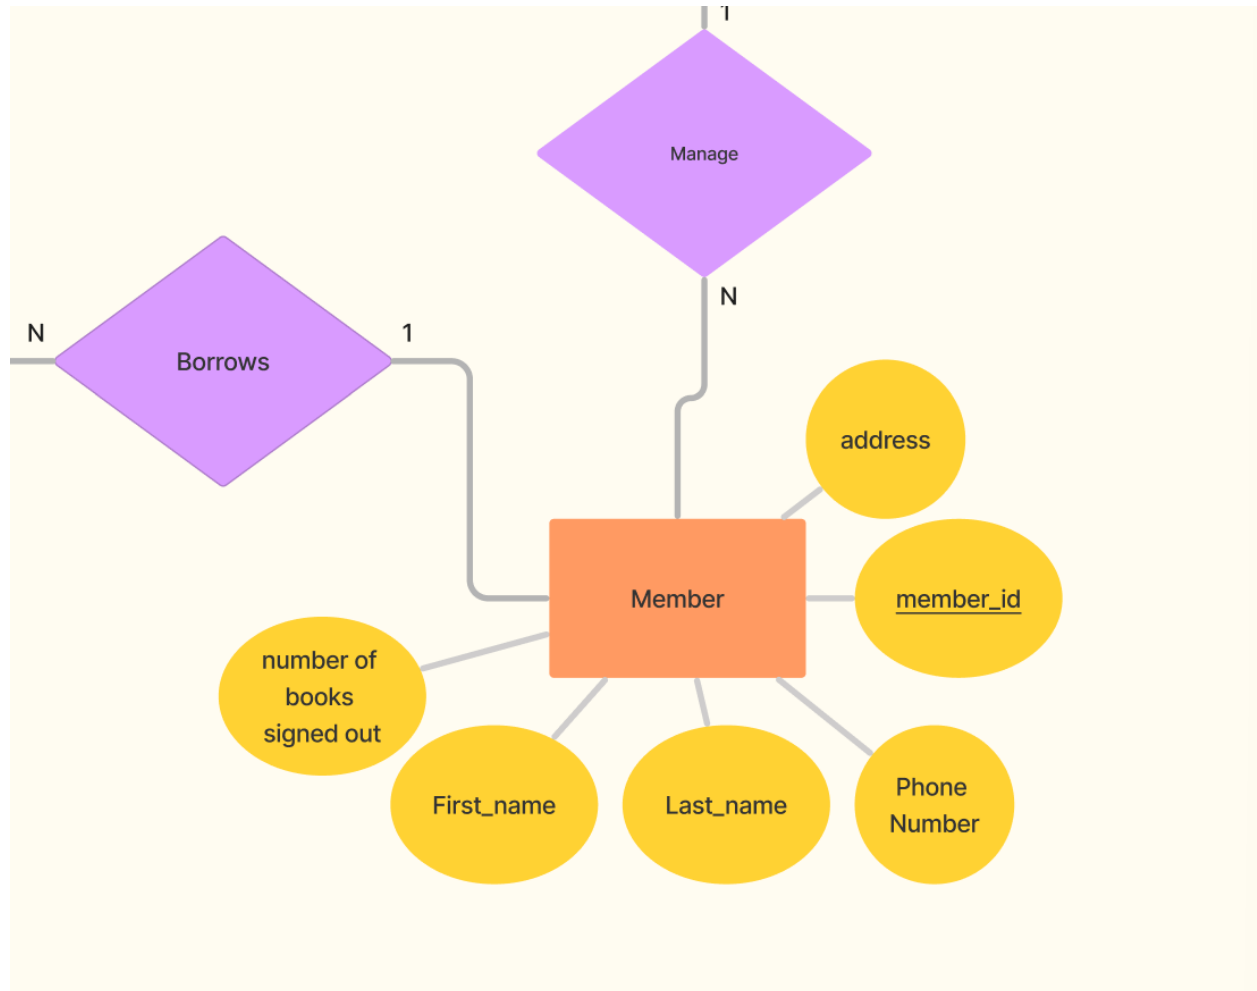 1
Manage
N
N
1
Borrows
address
Member
member_id
number of
books
signed out
First_name
Last_name
Phone
Number